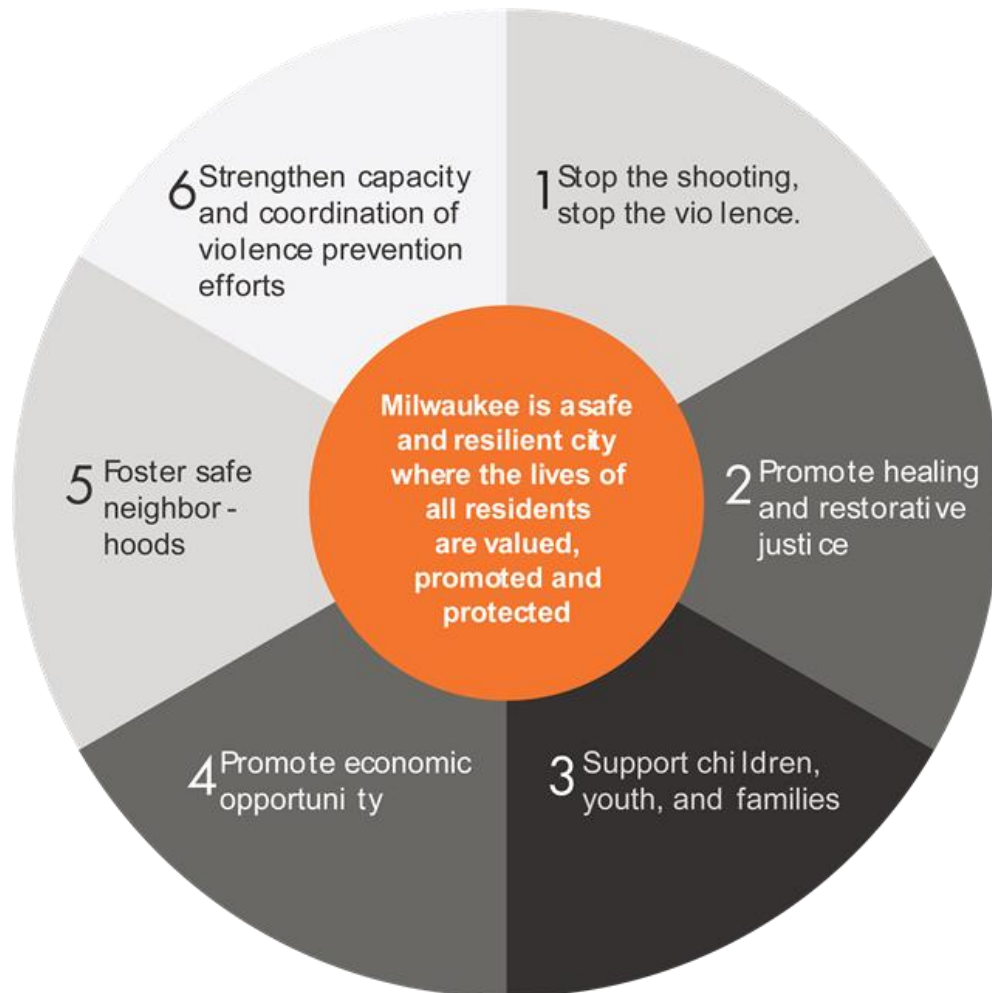 1 Stop the shooting,
stop the violence.
2 Promote healing
and restorative
justice
3 Support children,
youth, and families
4 Promote economic
opportunity
5 Foster safe
neighbor-
hoods
6 Strengthen capacity
and coordination of
violence prevention
efforts
Milwaukee is a safe
and resilient city
where the lives of
all residents
are valued,
promoted and
protected